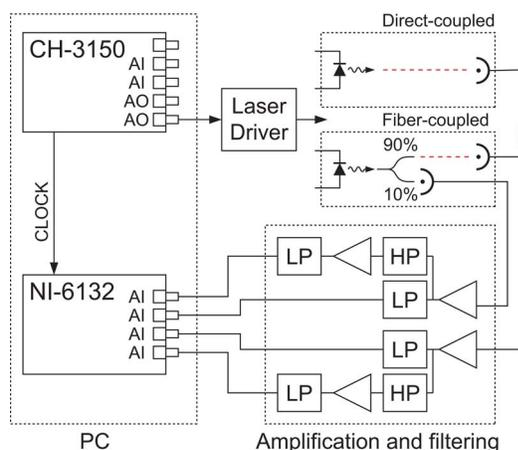 CH-3150
AI
AI
AO
AO
Laser
Driver
Direct-coupled
Fiber-coupled
90%
10%
CLOCK
NI-6132
AI
AI
AI
AI
LP
HP
LP
LP
LP
HP
PC
Amplification and filtering